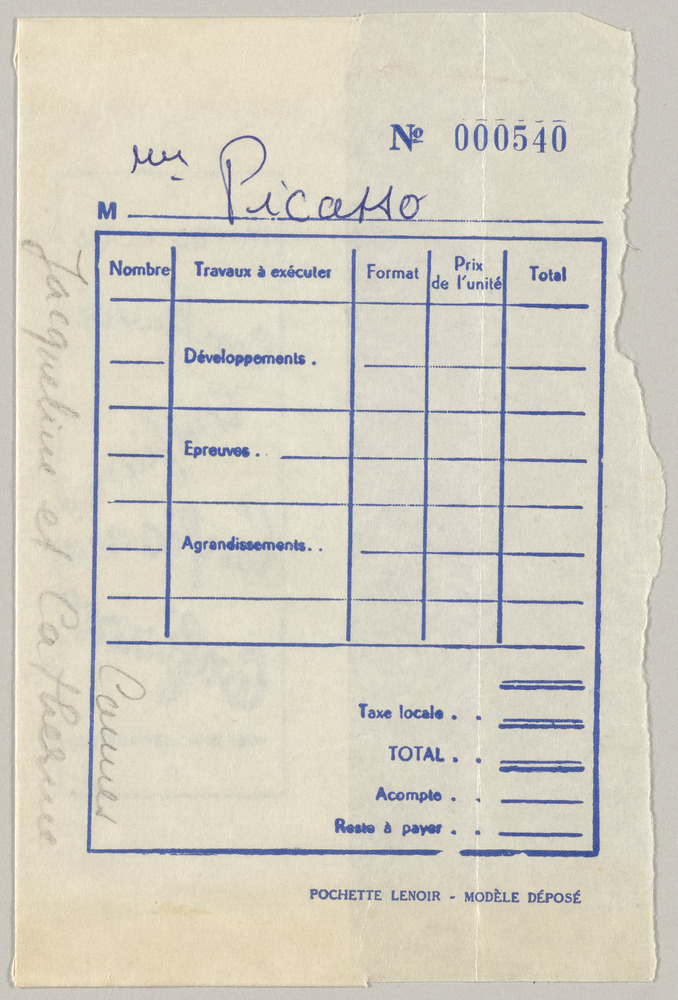 Nº 000540
M Picasso
Nombre Travaux à exécuter Format Prix de l'unité Total
Développements .
Epreuves . .
Agrandissements. .
Taxe locale . .
TOTAL . .
Acompte . .
Reste à payer . .
POCHETTE LENOIR - MODÈLE DÉPOSÉ
Jacqueline et Catherine
Cannes